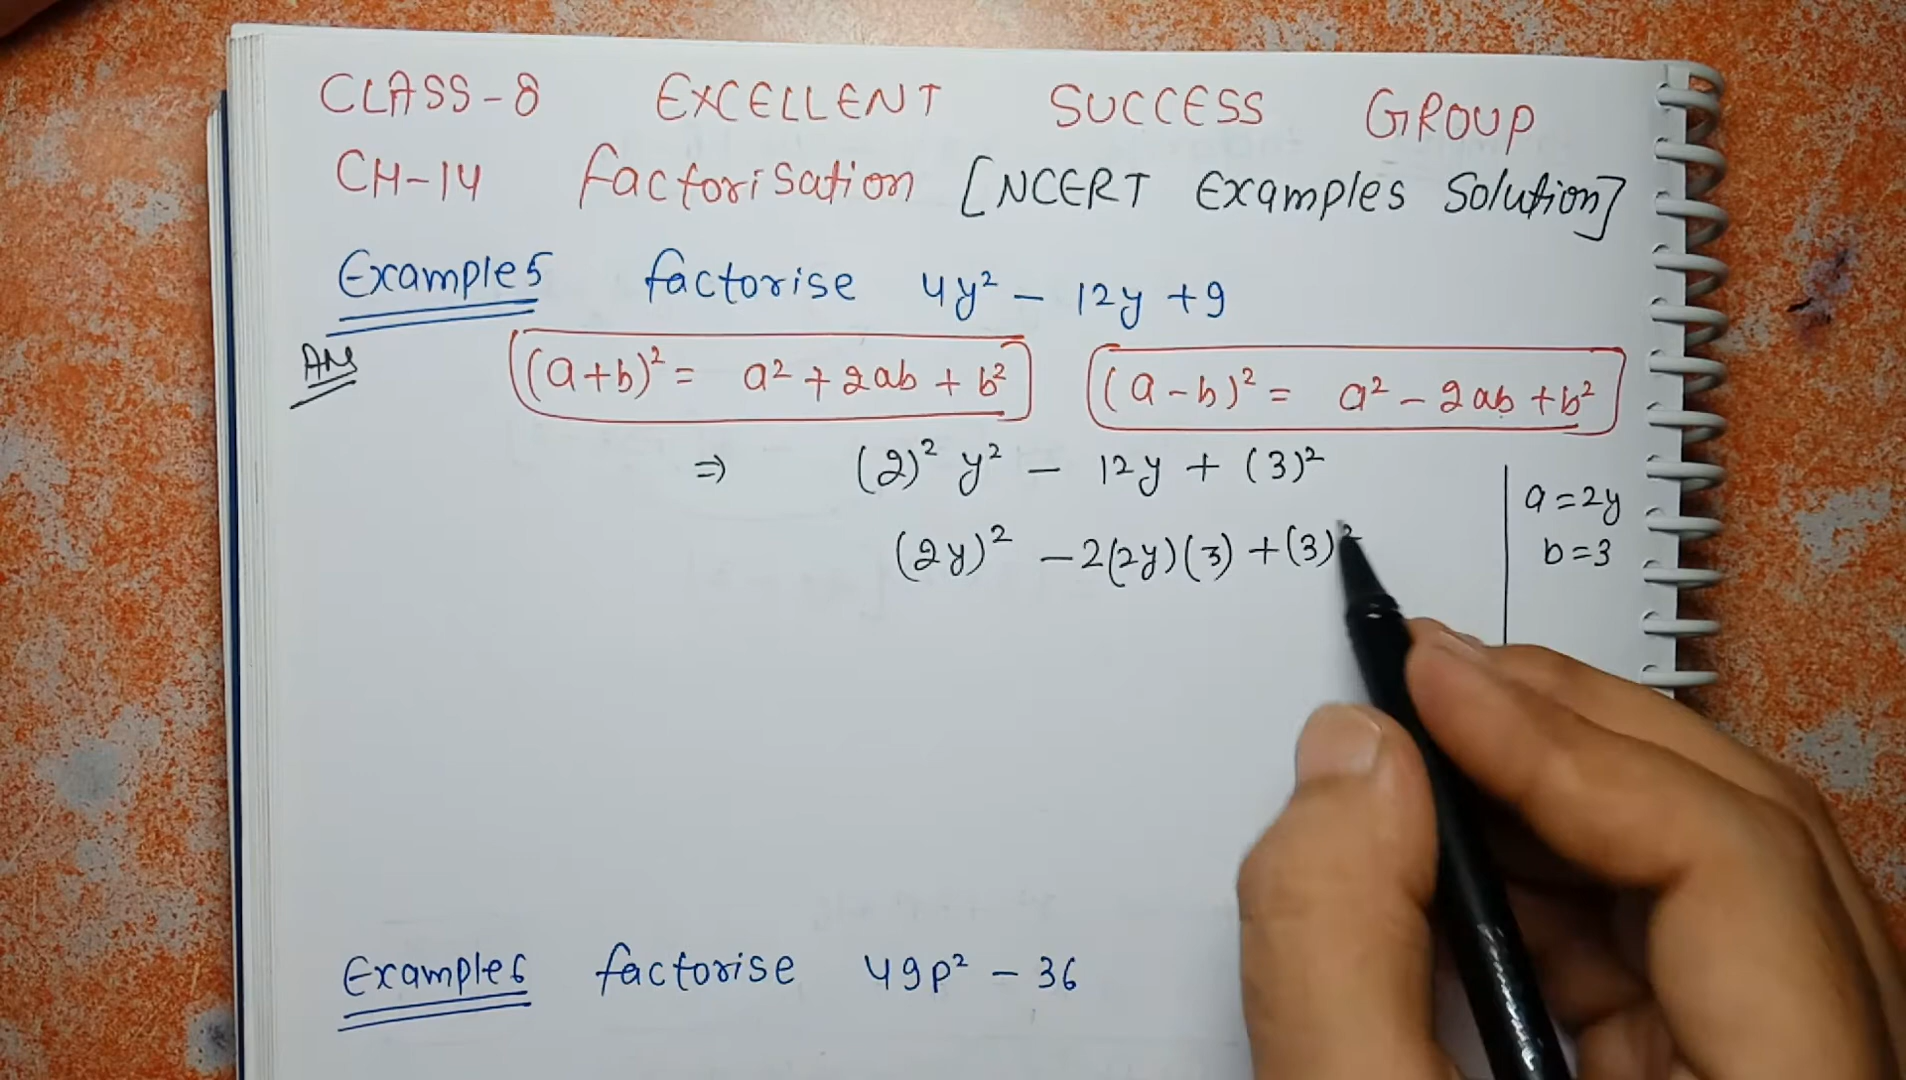 CLASS-8 EXCELLENT SUCCESS GROUP
CH-14 factorisation [NCERT Examples Solution]
Example5 factorise 4y² - 12y + 9
Ans (a+b)² = a² + 2ab + b² (a-b)² = a² - 2ab + b²
⇒ (2)² y² - 12y + (3)²
a = 2y
(2y)² - 2(2y)(3) + (3)²
b = 3
Example6 factorise 49p² - 36